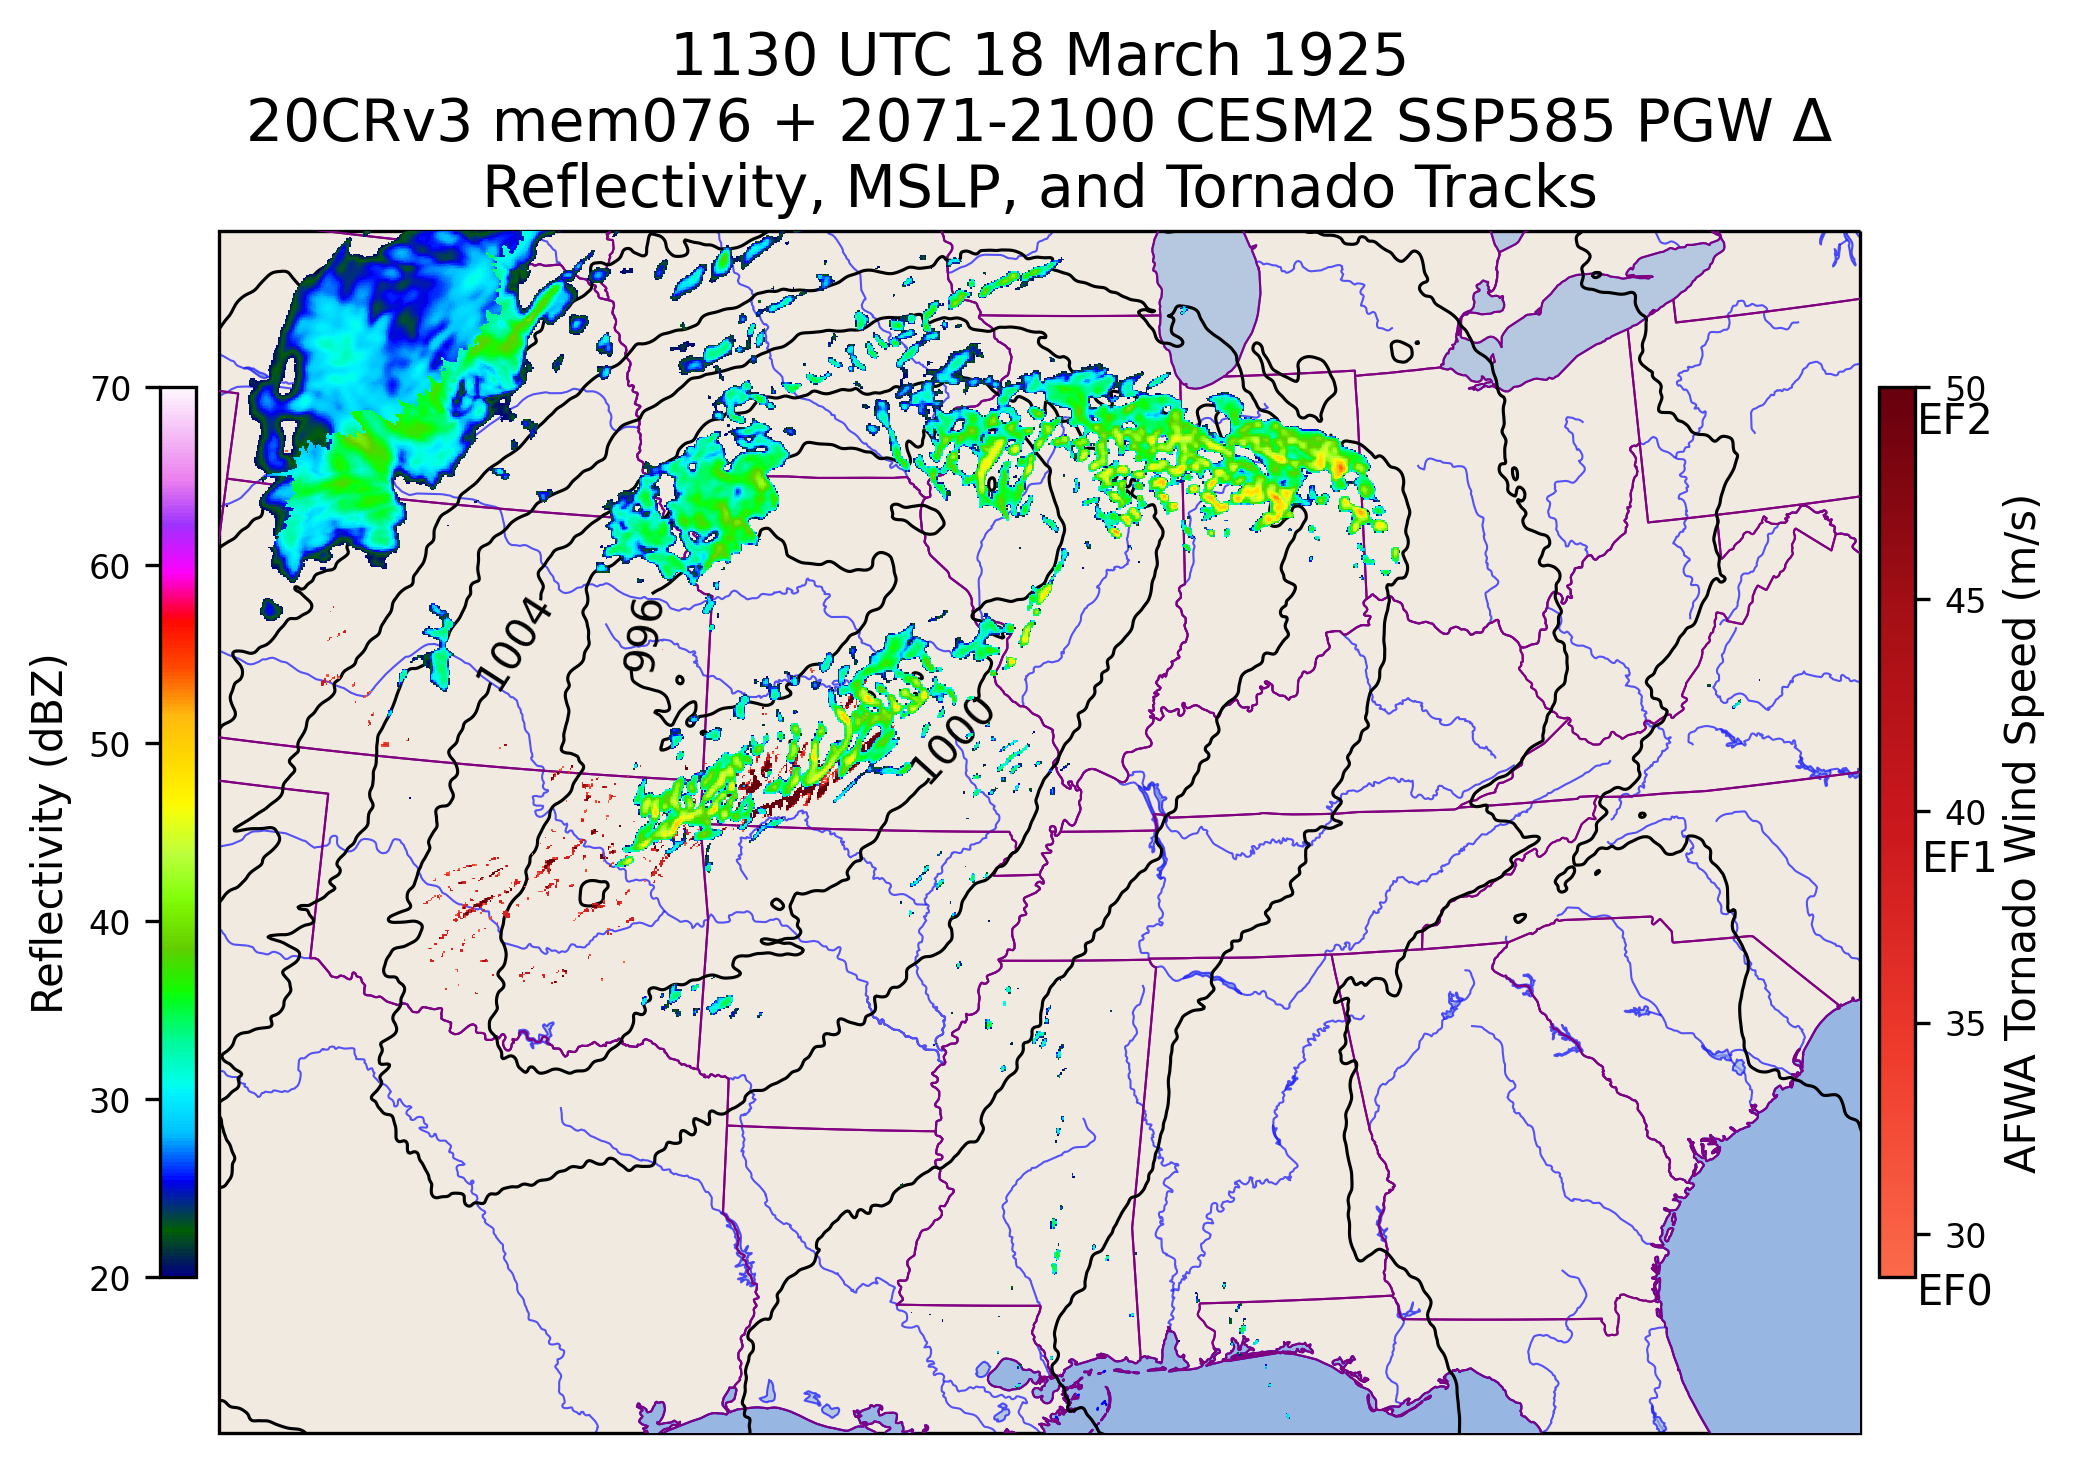 1130 UTC 18 March 1925
20CRv3 mem076 + 2071-2100 CESM2 SSP585 PGW Δ
Reflectivity, MSLP, and Tornado Tracks
70
60
50
40
30
20
Reflectivity (dBZ)
1004
996
1000
50
EF2
45
40
EF1
35
30
EF0
AFWA Tornado Wind Speed (m/s)